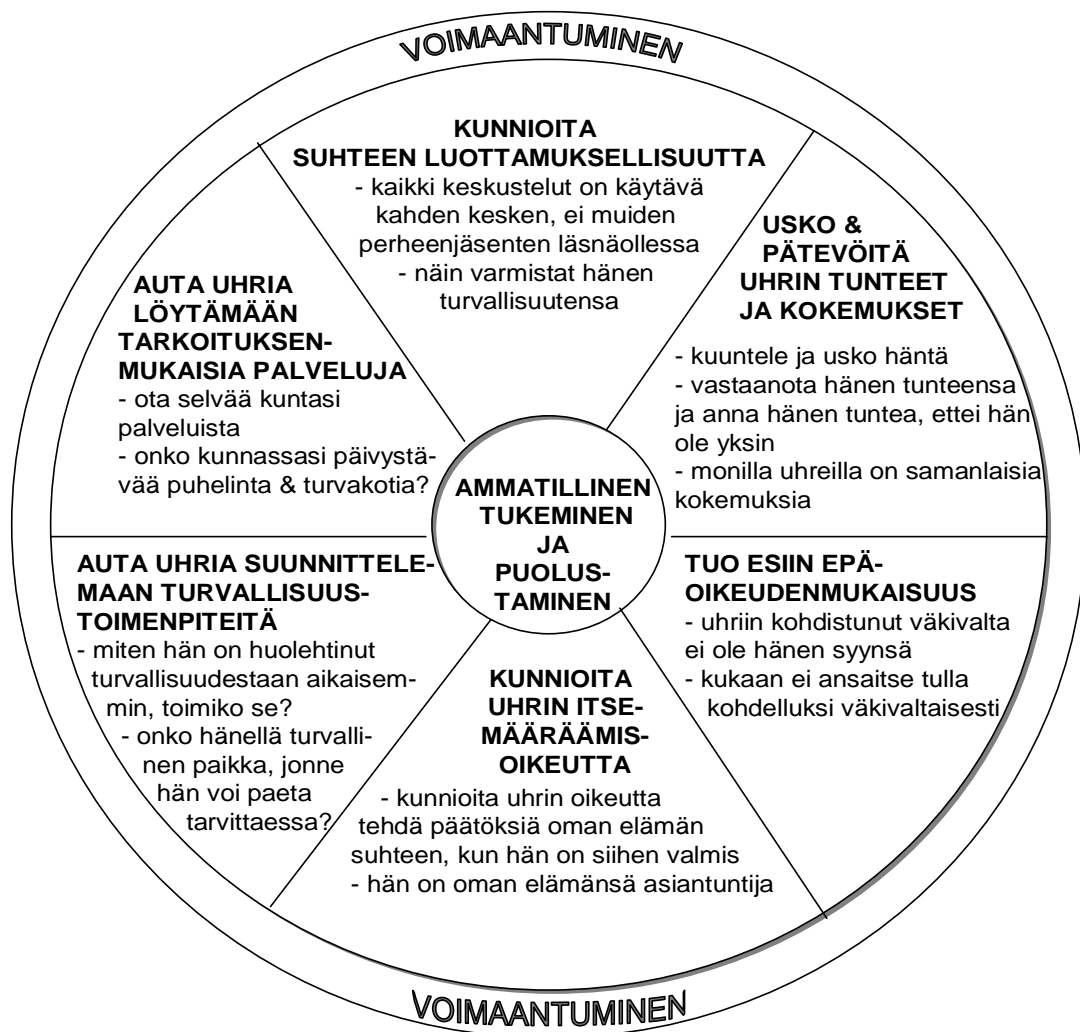 VOIMAANTUMINEN
KUNNIOITA
SUHTEEN LUOTTAMUKSELLISUUTTA
- kaikki keskustelut on käytävä
kahden kesken, ei muiden
perheenjäsenten läsnäollessa
- näin varmistat hänen
turvallisuutensa
USKO &
PÄTEVÖITÄ
UHRIN TUNTEET
JA KOKEMUKSET
- kuuntele ja usko häntä
- vastaanota hänen tunteensa
ja anna hänen tuntea, ettei hän
ole yksin
- monilla uhreilla on samanlaisia
kokemuksia
TUO ESIIN EPÄ-
OIKEUDENMUKAISUUS
- uhriin kohdistunut väkivalta
ei ole hänen syynsä
- kukaan ei ansaitse tulla
kohdelluksi väkivaltaisesti
KUNNIOITA
UHRIN ITSE-
MÄÄRÄÄMIS-
OIKEUTTA
- kunnioita uhrin oikeutta
tehdä päätöksiä oman elämän
suhteen, kun hän on siihen valmis
- hän on oman elämänsä asiantuntija
AUTA UHRIA SUUNNITTELE-
MAAN TURVALLISUUS-
TOIMENPITEITÄ
- miten hän on huolehtinut
turvallisuudestaan aikaisem-
min, toimiko se?
- onko hänellä turvalli-
nen paikka, jonne
hän voi paeta
tarvittaessa?
AUTA UHRIA
LÖYTÄMÄÄN
TARKOITUKSEN-
MUKAISIA PALVELUJA
- ota selvää kuntasi
palveluista
- onko kunnassasi päivystä-
vää puhelinta & turvakotia?
AMMATILLINEN
TUKEMINEN
JA
PUOLUS-
TAMINEN
VOIMAANTUMINEN